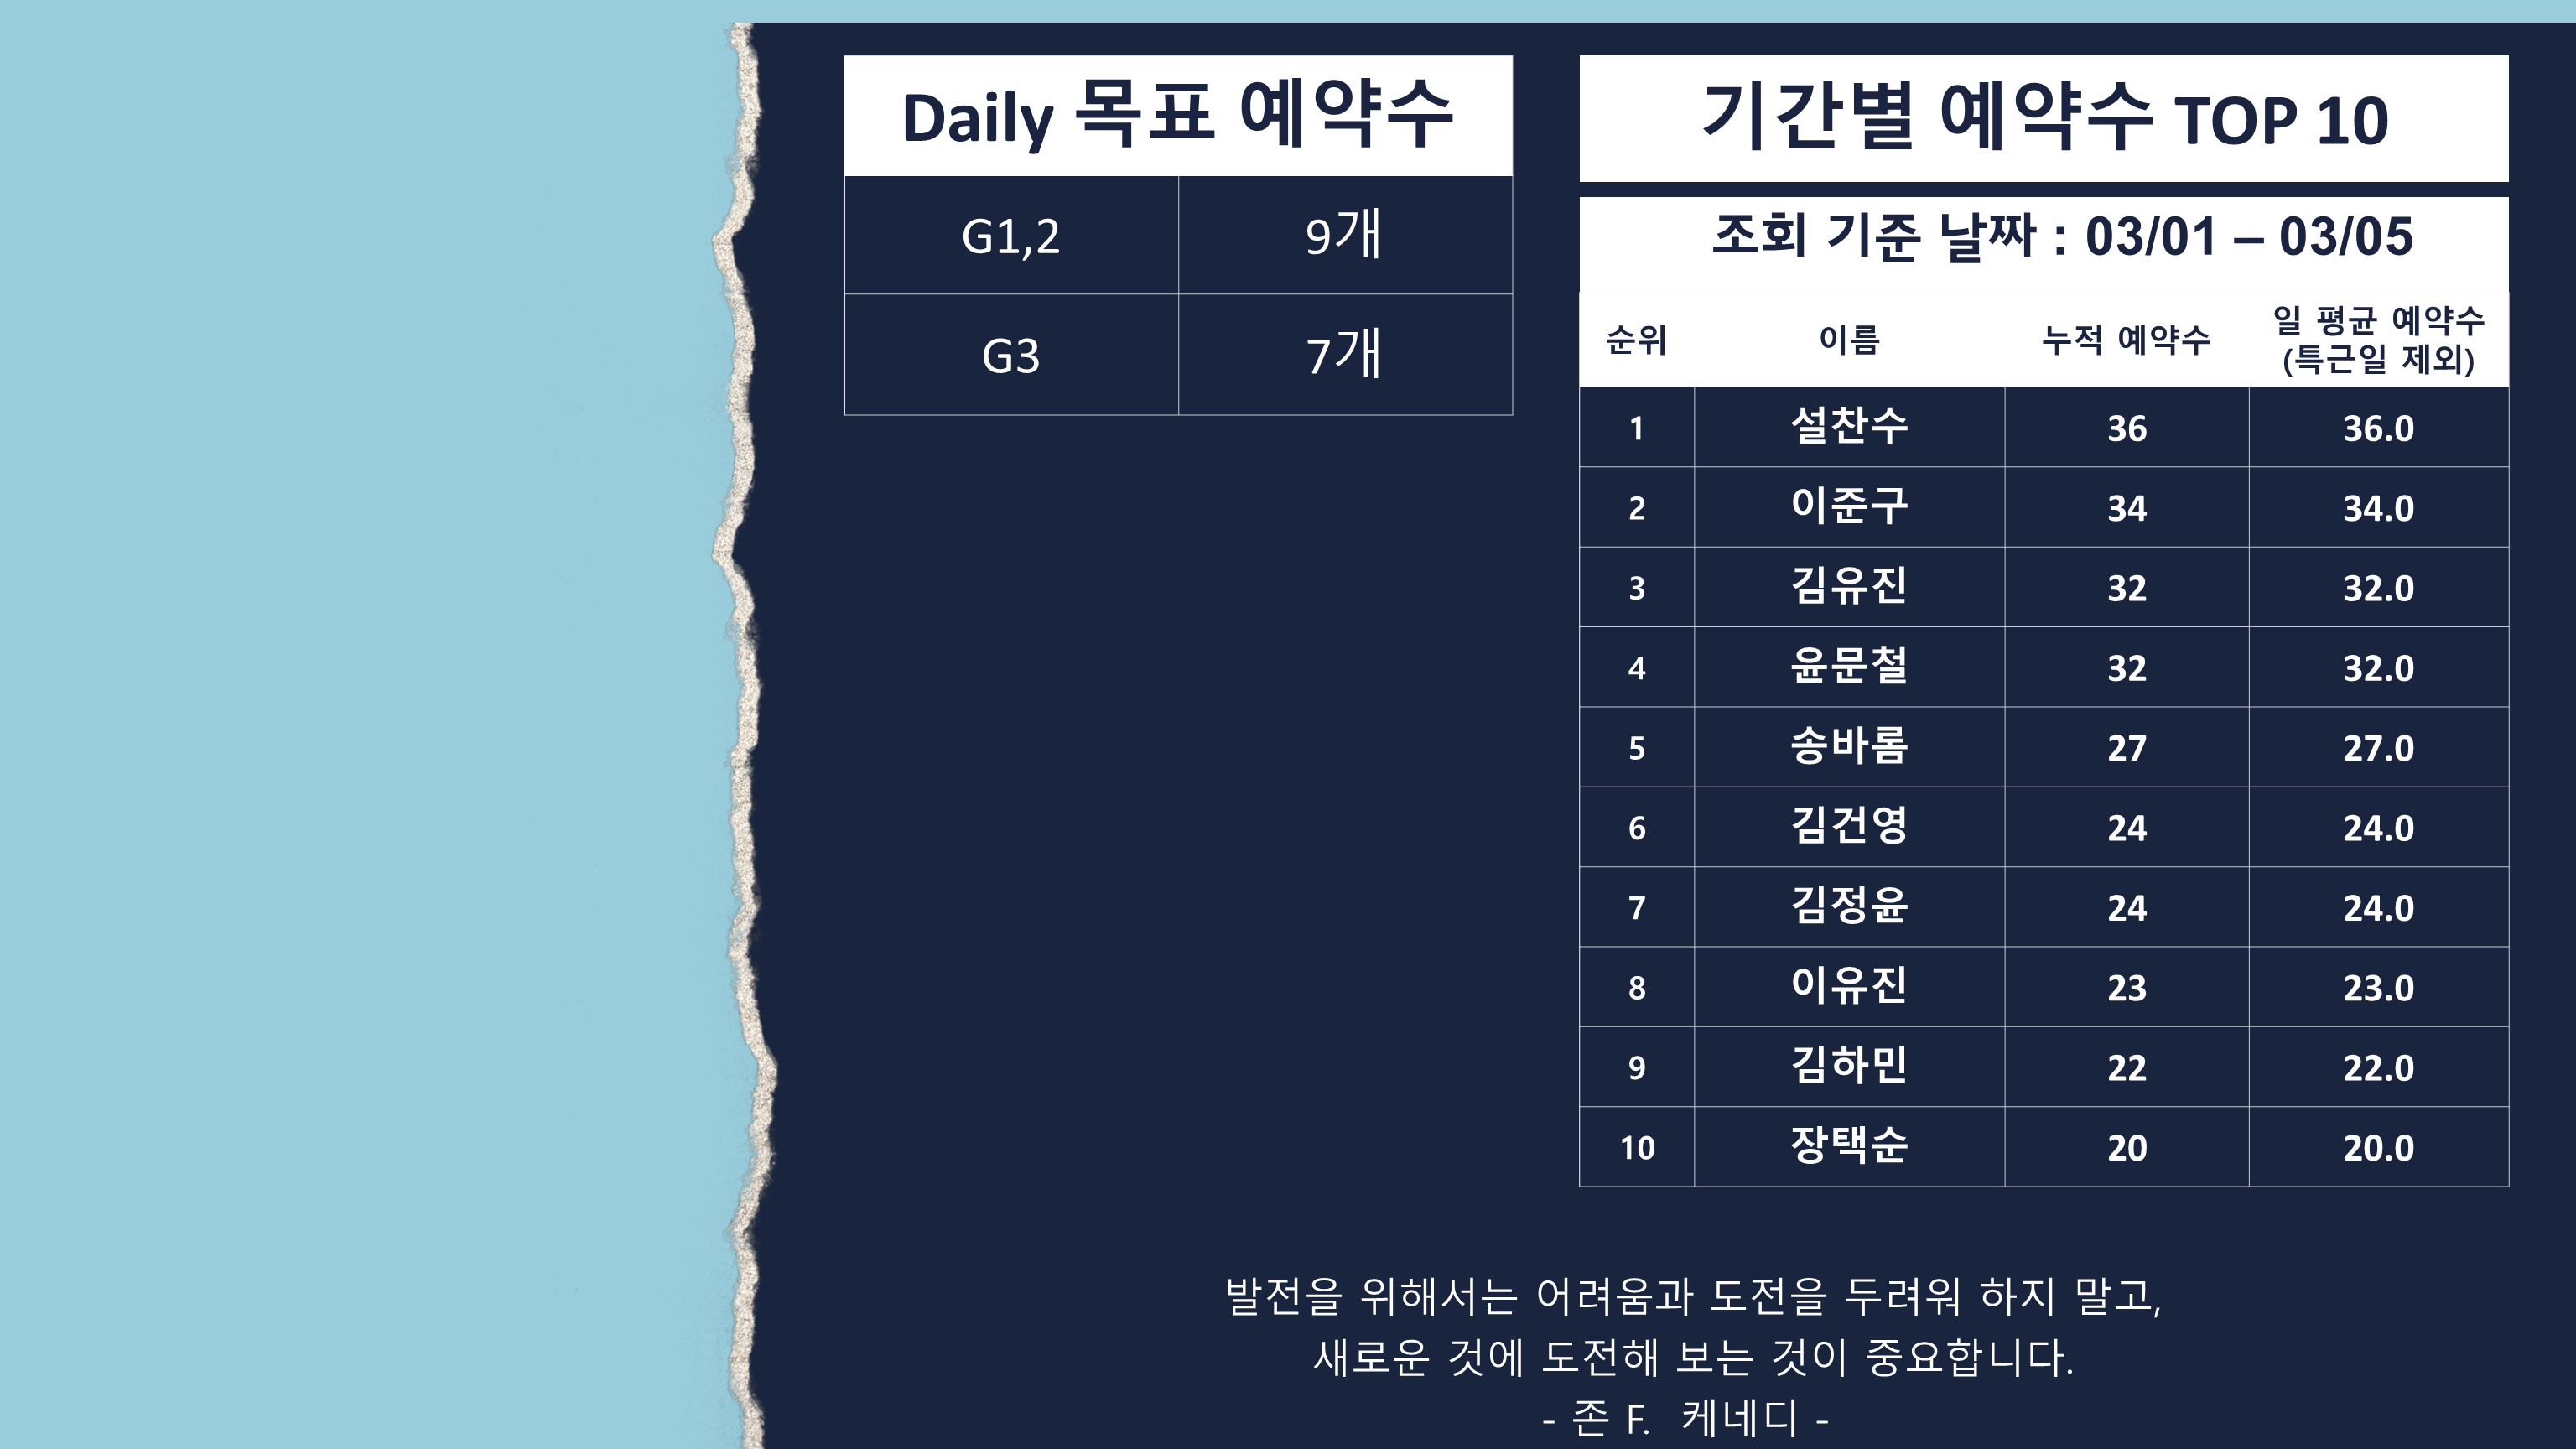 Daily 목표 예약수
G1,2 9개
G3 7개
기간별 예약수 TOP 10
조회 기준 날짜 : 03/01 – 03/05
순위 이름 누적 예약수 일 평균 예약수
(특근일 제외)
1 설찬수 36 36.0
2 이준구 34 34.0
3 김유진 32 32.0
4 윤문철 32 32.0
5 송바롬 27 27.0
6 김건영 24 24.0
7 김정윤 24 24.0
8 이유진 23 23.0
9 김하민 22 22.0
10 장택순 20 20.0
발전을 위해서는 어려움과 도전을 두려워 하지 말고,
새로운 것에 도전해 보는 것이 중요합니다.
- 존 F. 케네디 -